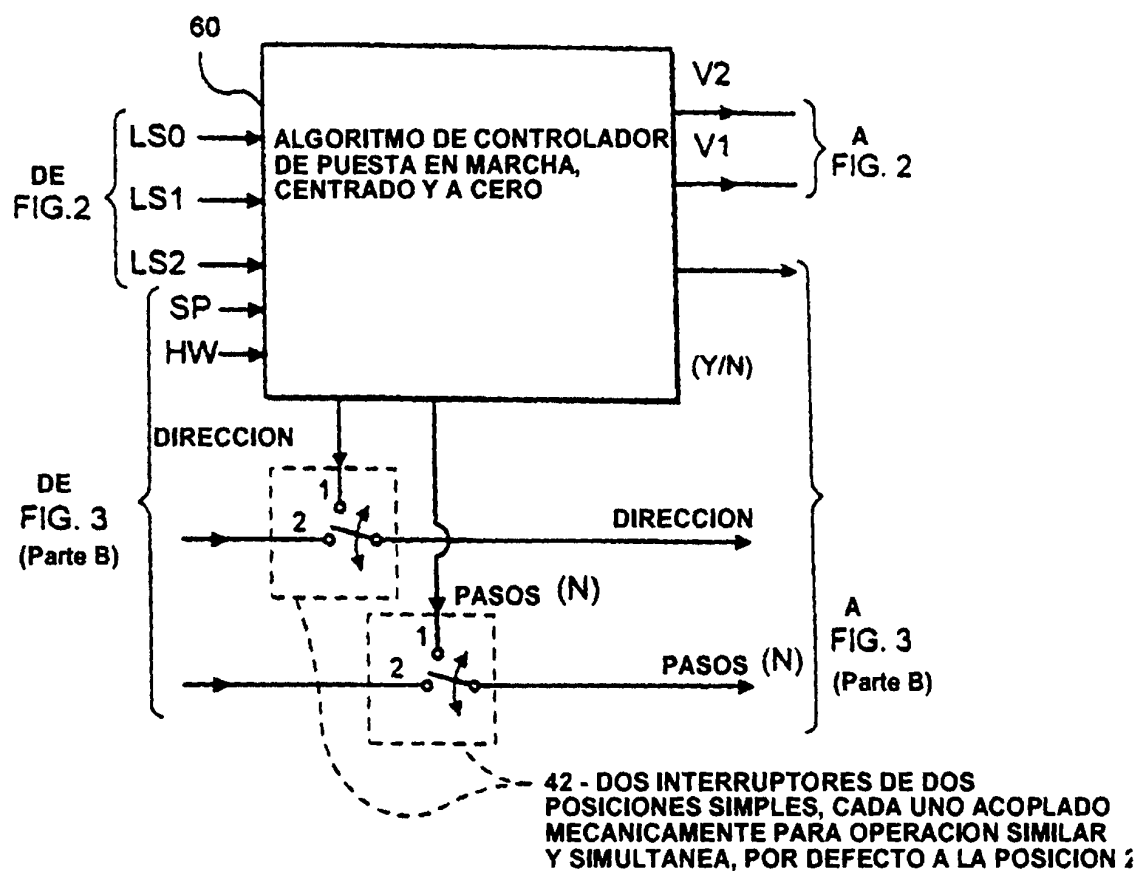 60
V2
LS0
ALGORITMO DE CONTROLADOR
DE PUESTA EN MARCHA,
CENTRADO Y A CERO
V1
A
FIG. 2
DE
FIG.2
LS1
LS2
SP
HW
(Y/N)
DIRECCION
DE
FIG. 3
(Parte B)
1
2
DIRECCION
PASOS (N)
1
2
PASOS (N)
A
FIG. 3
(Parte B)
42 - DOS INTERRUPTORES DE DOS
POSICIONES SIMPLES, CADA UNO ACOPLADO
MECANICAMENTE PARA OPERACION SIMILAR
Y SIMULTANEA, POR DEFECTO A LA POSICION